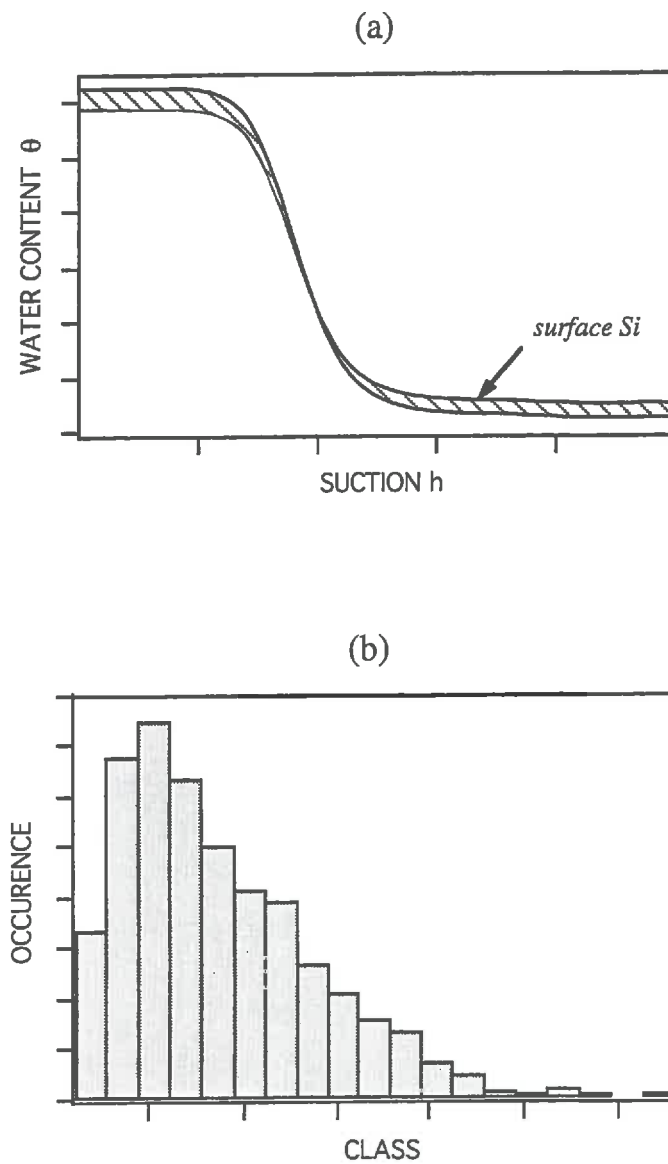 (a)
WATER CONTENT θ
surface Si
SUCTION h
(b)
OCCURENCE
CLASS